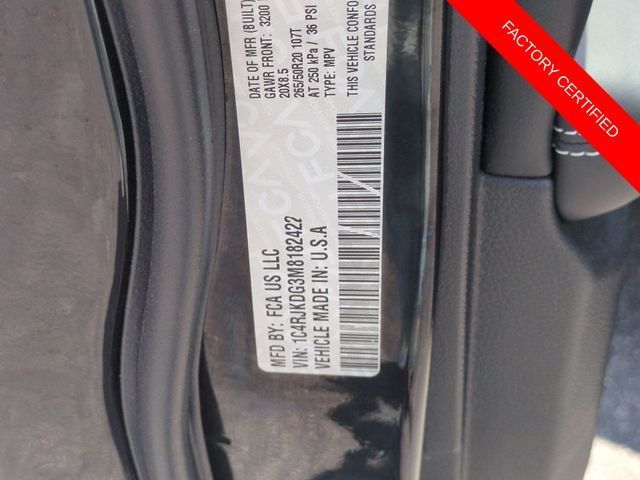 FACTORY CERTIFIED
MFD BY: FCA US LLC
DATE OF MFR (BUILT)
GAWR FRONT: 3200
20X8.5
265/50R20 107T
AT 250 kPa / 36 PSI
TYPE: MPV
THIS VEHICLE CONFO
STANDARDS
VIN: 1C4RJKDG3M8182422
VEHICLE MADE IN: U.S.A